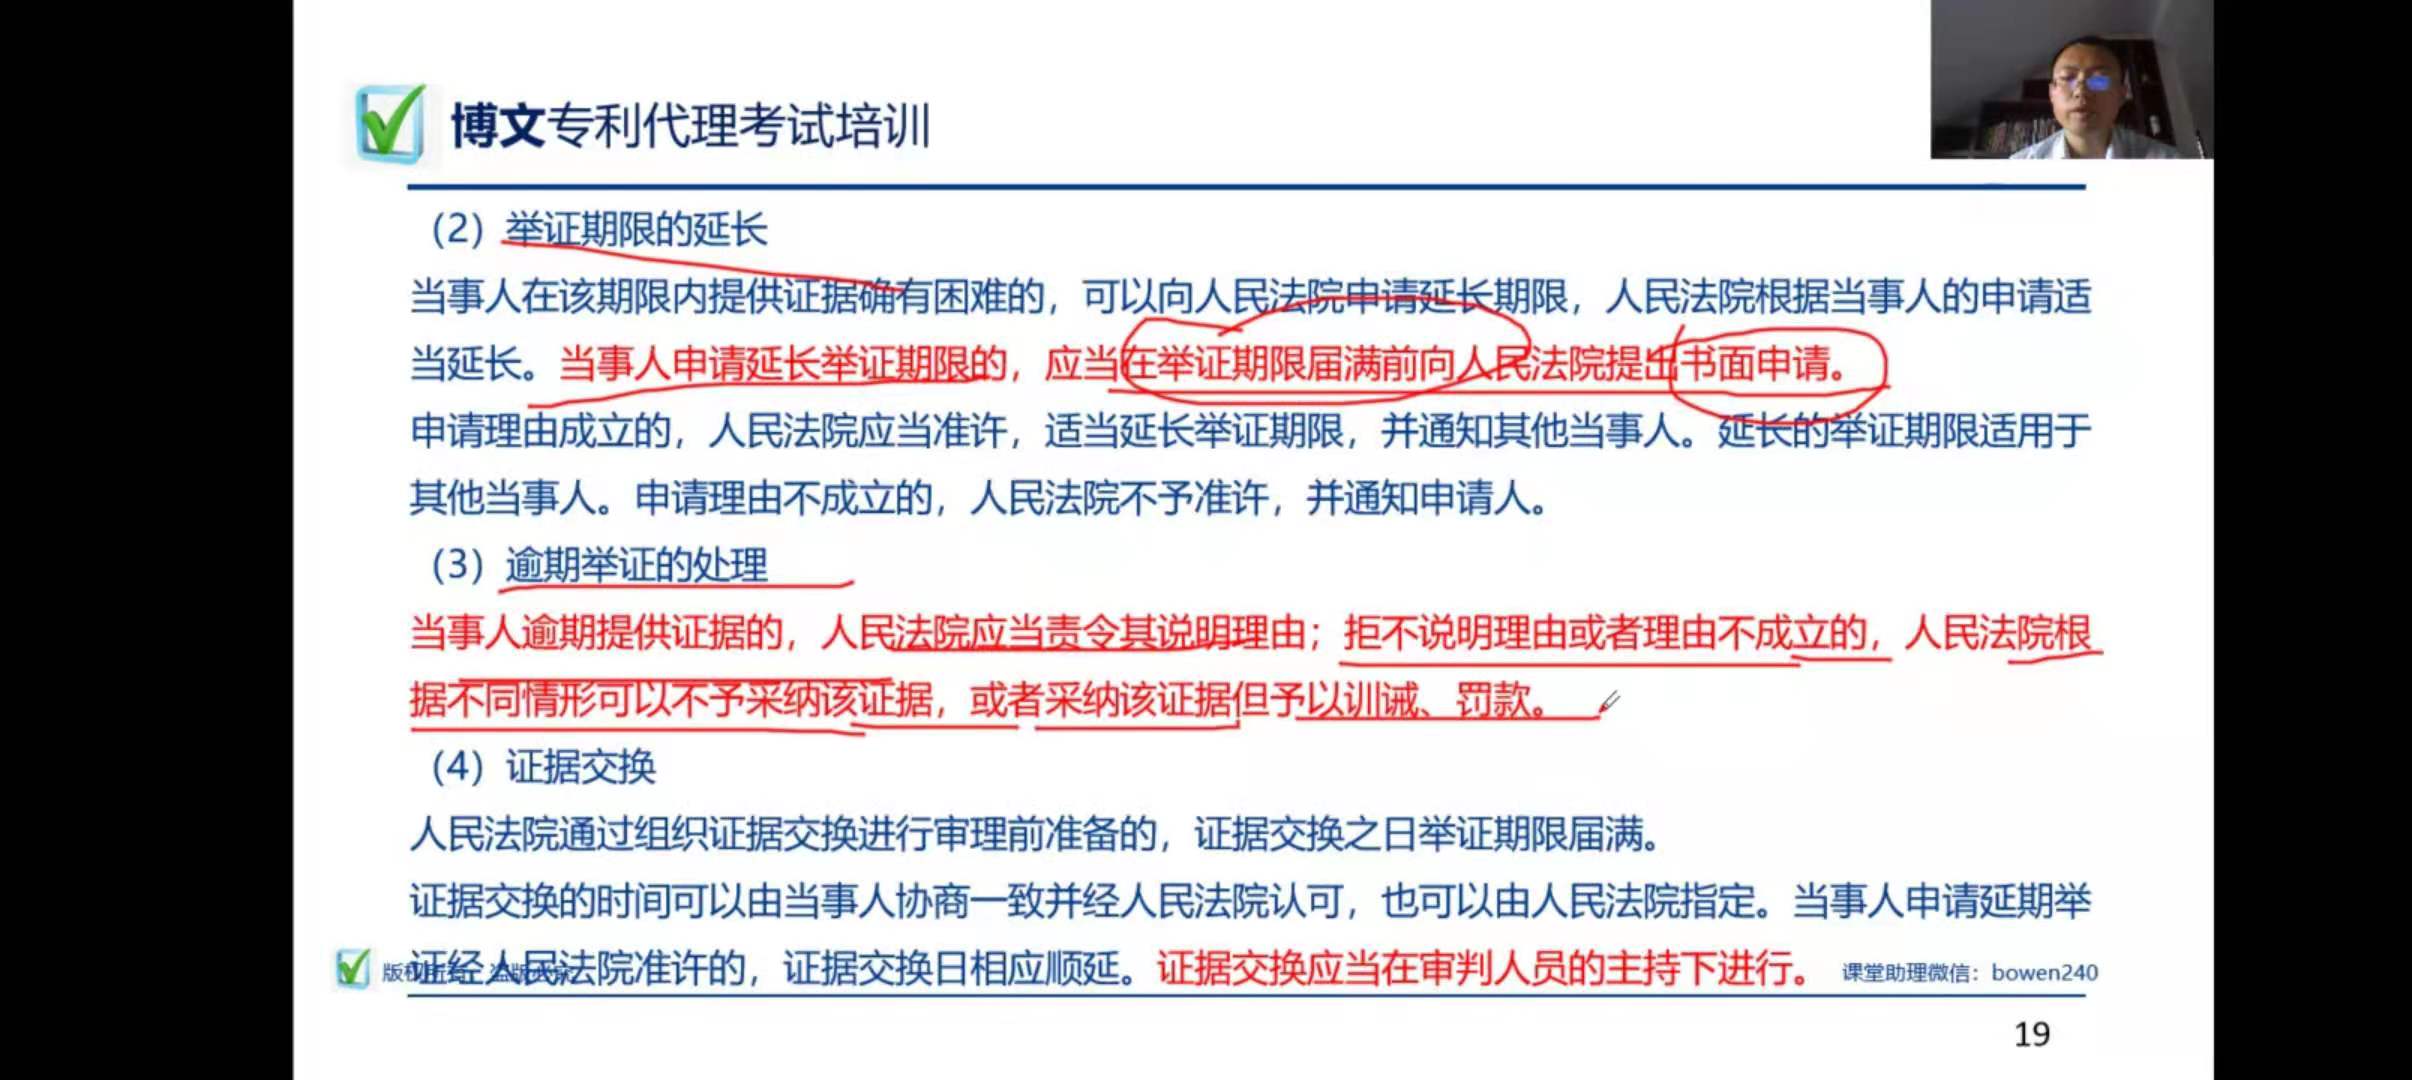 博文专利代理考试培训
（2）举证期限的延长
当事人在该期限内提供证据确有困难的，可以向人民法院申请延长期限，人民法院根据当事人的申请适
当延长。当事人申请延长举证期限的，应当在举证期限届满前向人民法院提出书面申请。
申请理由成立的，人民法院应当准许，适当延长举证期限，并通知其他当事人。延长的举证期限适用于
其他当事人。申请理由不成立的，人民法院不予准许，并通知申请人。
（3）逾期举证的处理
当事人逾期提供证据的，人民法院应当责令其说明理由；拒不说明理由或者理由不成立的，人民法院根
据不同情形可以不予采纳该证据，或者采纳该证据但予以训诫、罚款。
（4）证据交换
人民法院通过组织证据交换进行审理前准备的，证据交换之日举证期限届满。
证据交换的时间可以由当事人协商一致并经人民法院认可，也可以由人民法院指定。当事人申请延期举
证经人民法院准许的，证据交换日相应顺延。证据交换应当在审判人员的主持下进行。
课堂助理微信：bowen240
19